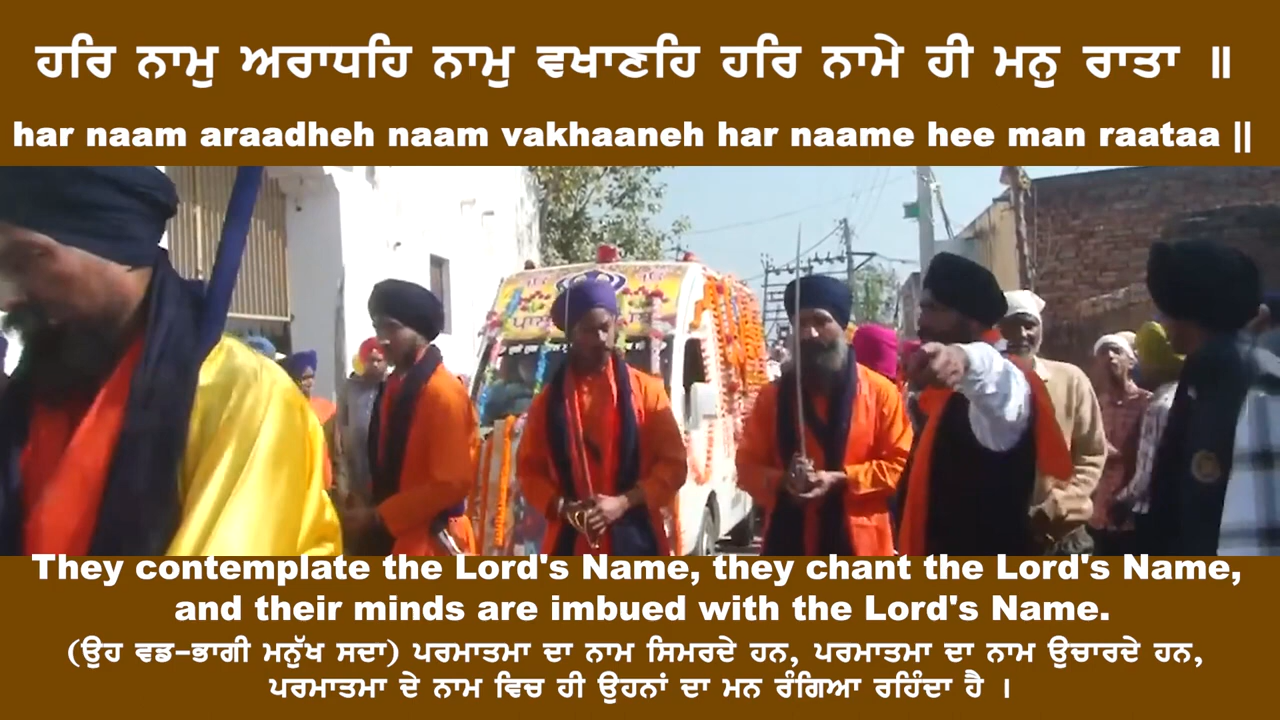 ਹਰਿ ਨਾਮੁ ਅਰਾਧਹਿ ਨਾਮੁ ਵਖਾਣਹਿ ਹਰਿ ਨਾਮੇ ਹੀ ਮਨੁ ਰਾਤਾ ॥
har naam araadheh naam vakhaaneh har naame hee man raataa ||
They contemplate the Lord's Name, they chant the Lord's Name,
and their minds are imbued with the Lord's Name.
(ਉਹ ਵਡ-ਭਾਗੀ ਮਨੁੱਖ ਸਦਾ) ਪਰਮਾਤਮਾ ਦਾ ਨਾਮ ਸਿਮਰਦੇ ਹਨ, ਪਰਮਾਤਮਾ ਦਾ ਨਾਮ ਉਚਾਰਦੇ ਹਨ,
ਪਰਮਾਤਮਾ ਦੇ ਨਾਮ ਵਿਚ ਹੀ ਉਹਨਾਂ ਦਾ ਮਨ ਰੰਗਿਆ ਰਹਿੰਦਾ ਹੈ ।